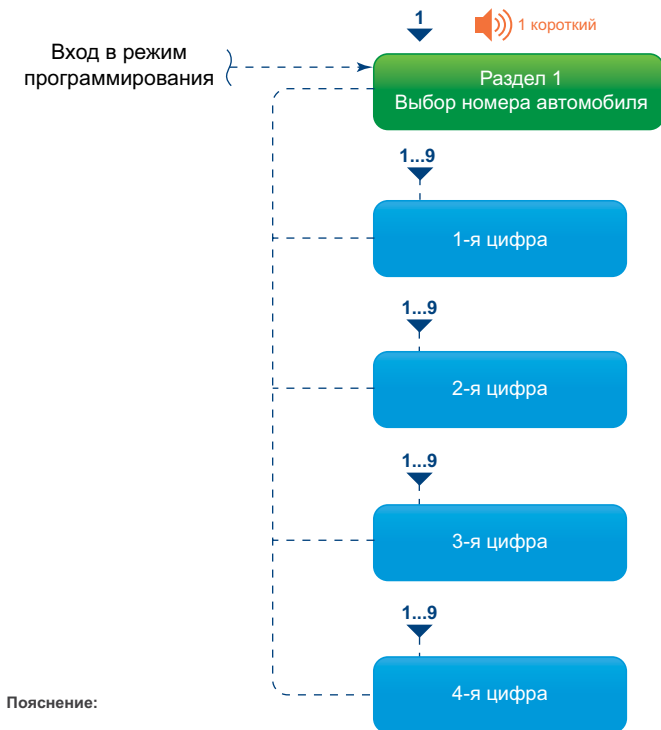 1
1 короткий
Вход в режим
программирования
Раздел 1
Выбор номера автомобиля
1...9
1-я цифра
1...9
2-я цифра
1...9
3-я цифра
1...9
4-я цифра
Пояснение: